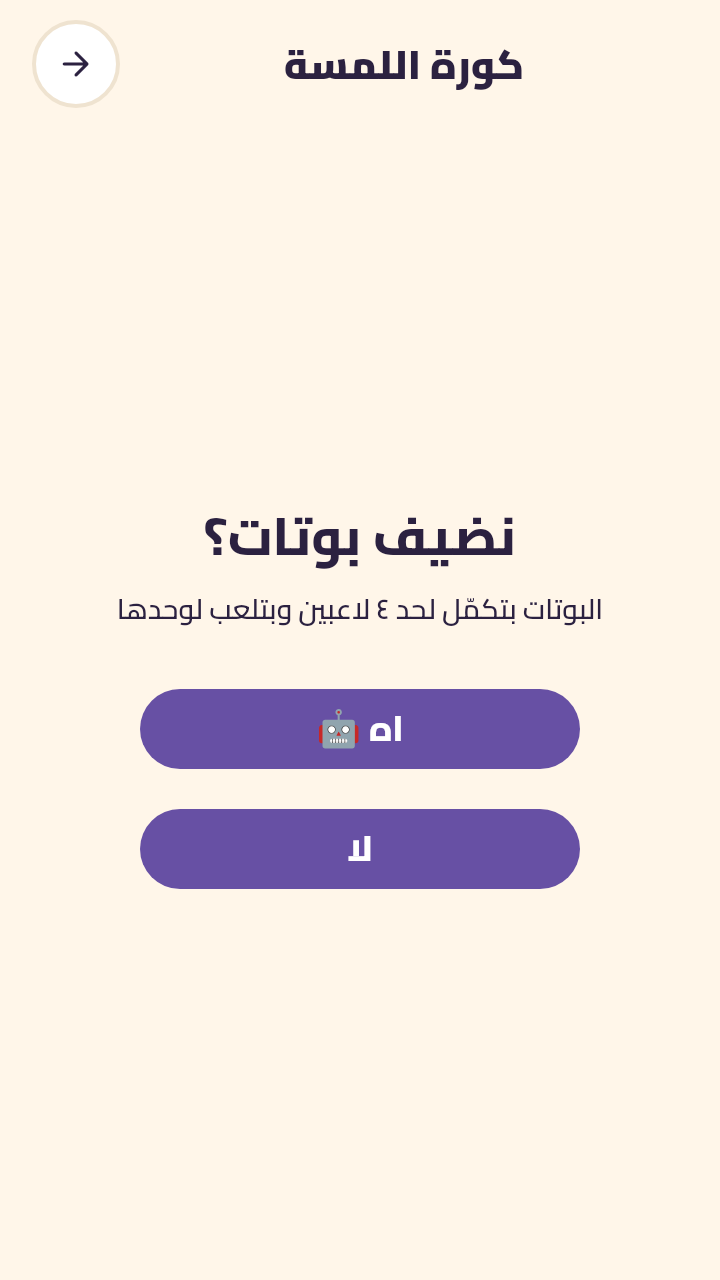 كورة اللمسة
نضيف بوتات؟
البوتات بتكمّل لحد ٤ لاعبين وبتلعب لوحدها
اه 🤖
لا